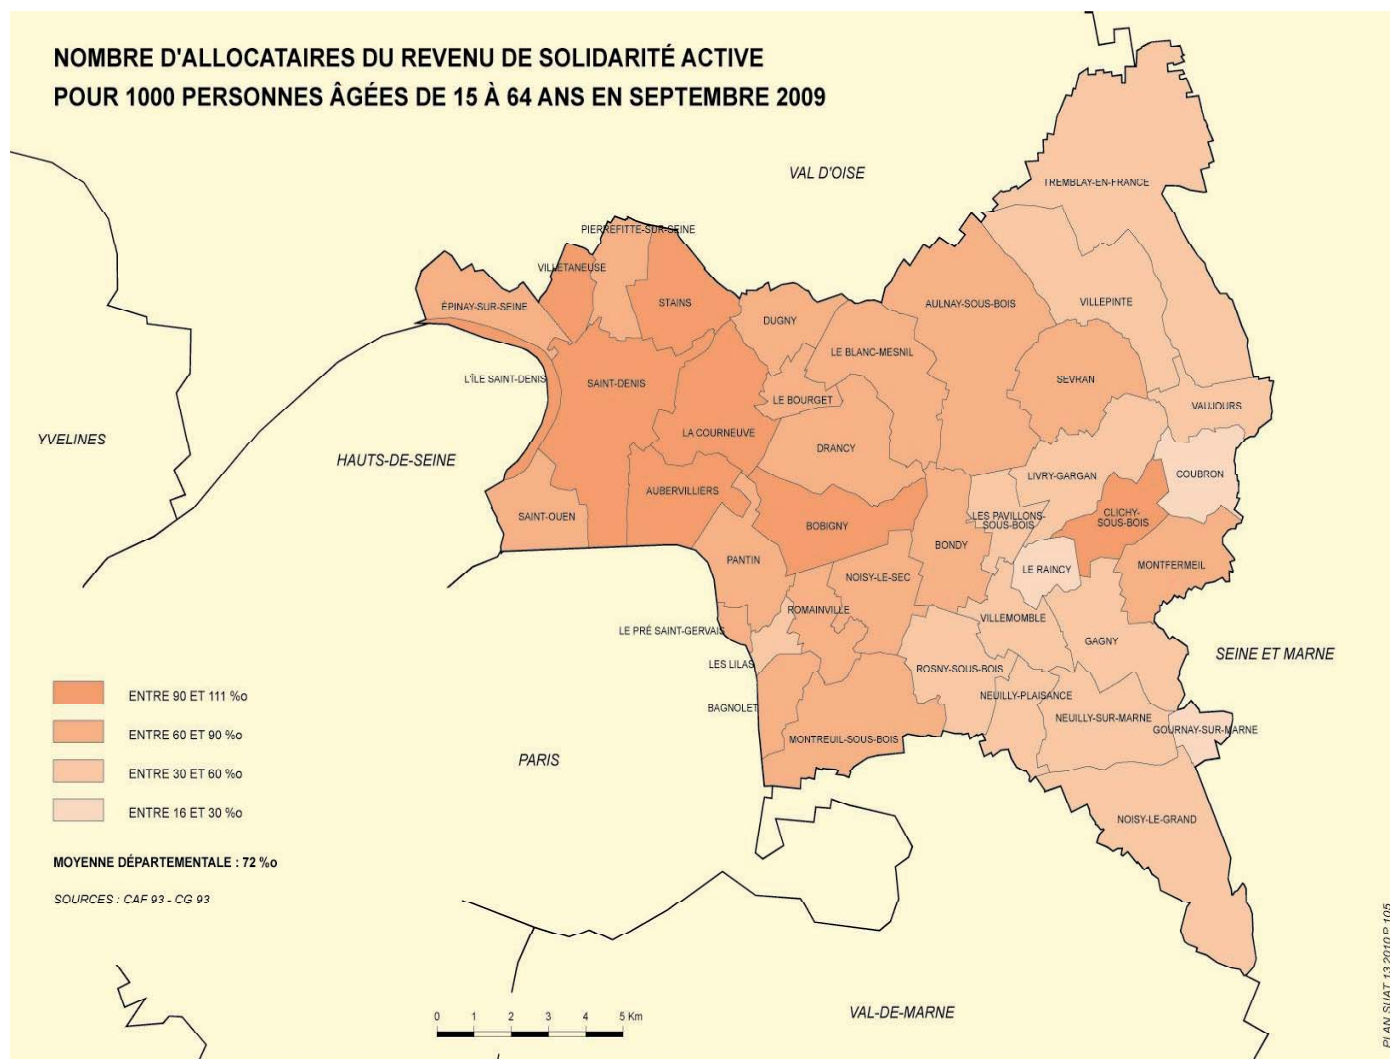 NOMBRE D'ALLOCATAIRES DU REVENU DE SOLIDARITÉ ACTIVE
POUR 1000 PERSONNES ÂGÉES DE 15 À 64 ANS EN SEPTEMBRE 2009
VAL D'OISE
TREMBLAY-EN-FRANCE
PIERREFITTE-SUR-SEINE
VILLETANEUSE
ÉPINAY-SUR-SEINE
STAINS
AULNAY-SOUS-BOIS
VILLEPINTE
DUGNY
LE BLANC-MESNIL
L'ÎLE SAINT-DENIS
SAINT-DENIS
SEVRAN
LE BOURGET
VAUJOURS
YVELINES
HAUTS-DE-SEINE
LA COURNEUVE
DRANCY
LIVRY-GARGAN
COUBRON
AUBERVILLIERS
SAINT-OUEN
BOBIGNY
LES PAVILLONS-
SOUS-BOIS
CLICHY-
SOUS-BOIS
BONDY
PANTIN
NOISY-LE-SEC
LE RAINCY
MONTFERMEIL
ROMAINVILLE
VILLEMOMBLE
LE PRÉ SAINT-GERVAIS
GAGNY
SEINE ET MARNE
LES LILAS
ROSNY-SOUS-BOIS
NEUILLY-PLAISANCE
BAGNOLET
NEUILLY-SUR-MARNE
GOURNAY-SUR-MARNE
MONTREUIL-SOUS-BOIS
PARIS
NOISY-LE-GRAND
ENTRE 90 ET 111 %o
ENTRE 60 ET 90 %o
ENTRE 30 ET 60 %o
ENTRE 16 ET 30 %o
MOYENNE DÉPARTEMENTALE : 72 %o
SOURCES : CAF 93 - CG 93
0 1 2 3 4 5 Km
VAL-DE-MARNE
PLAN SUAT 13 2010 P 105